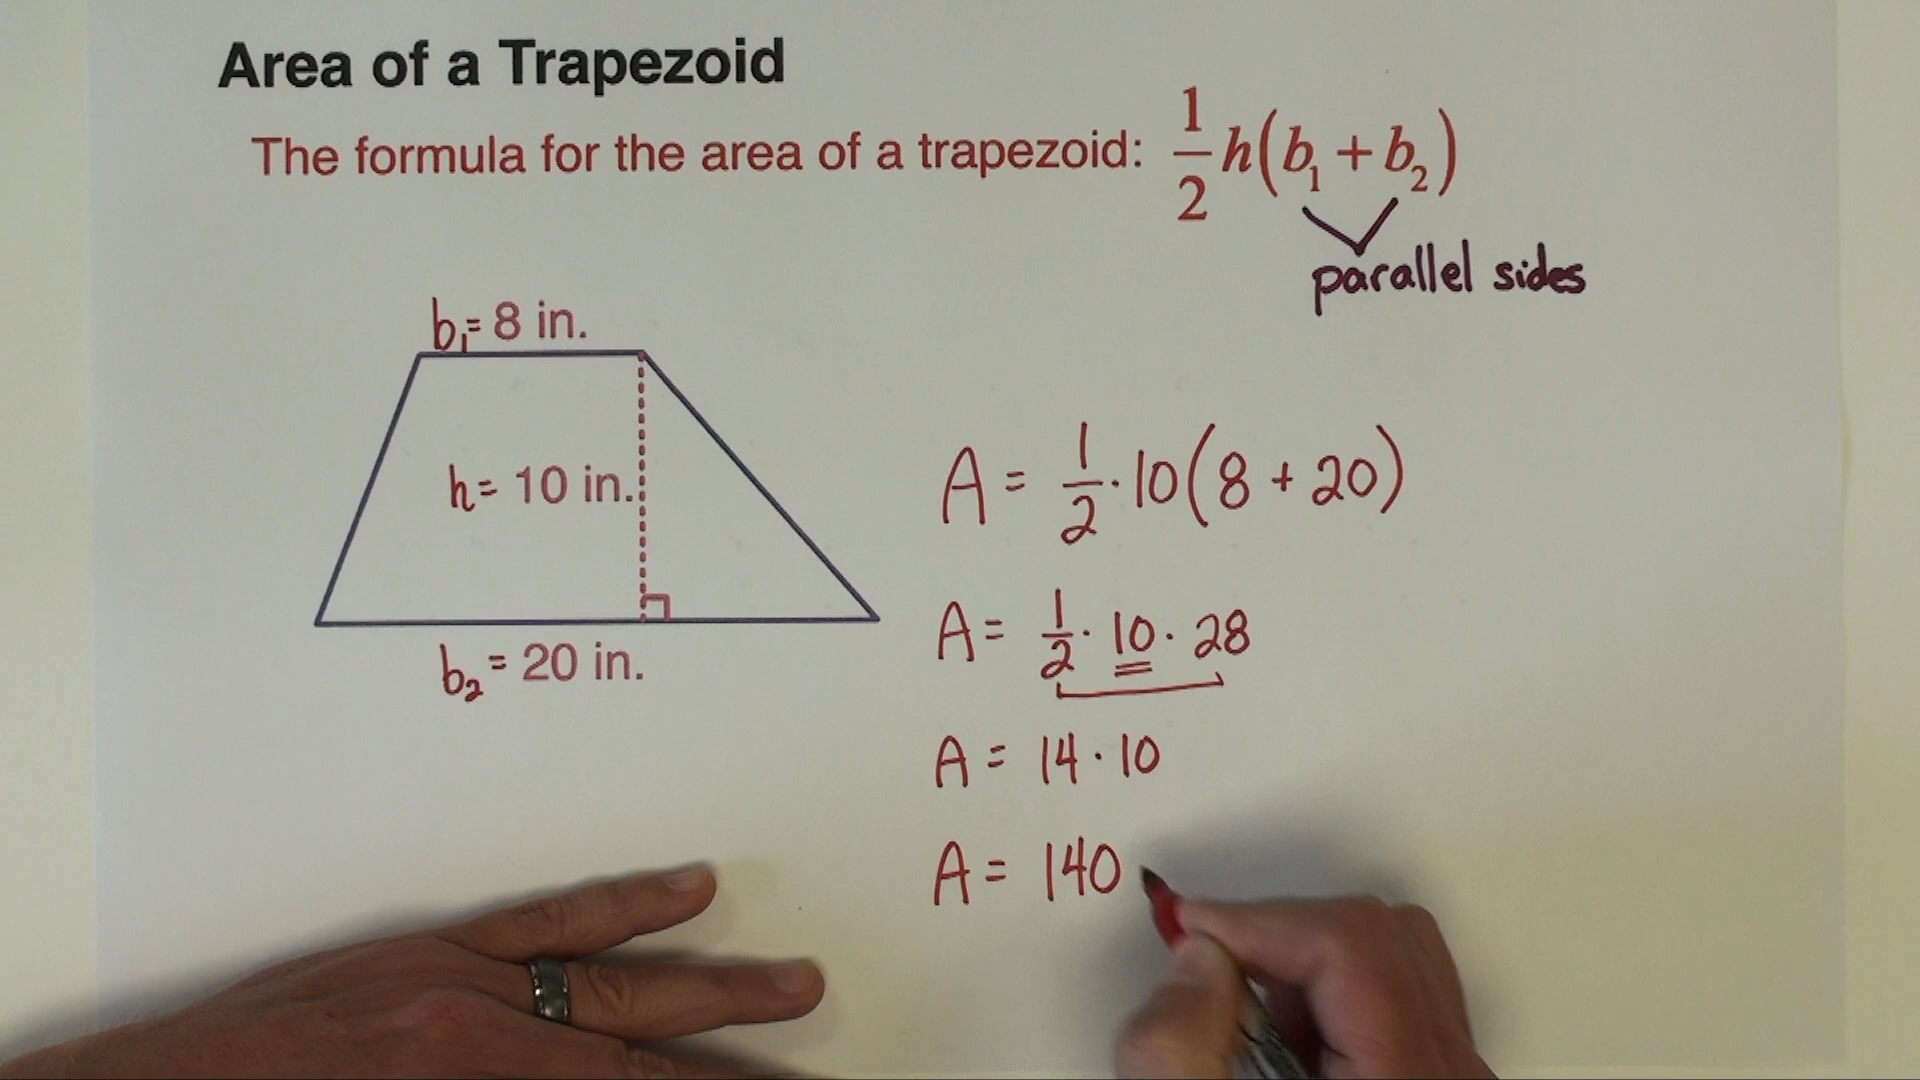 Area of a Trapezoid
The formula for the area of a trapezoid: 1/2 h(b₁ + b₂)
parallel sides
b₁ = 8 in.
h = 10 in.
b₂ = 20 in.
A = 1/2 · 10(8 + 20)
A = 1/2 · 10 · 28
A = 14 · 10
A = 140